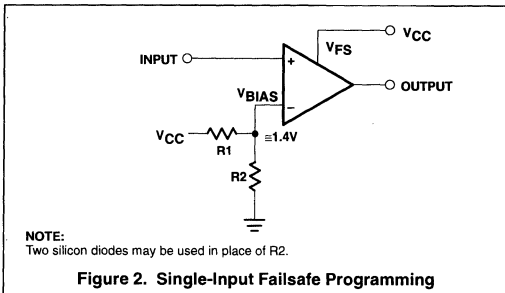 VCC
VFS
INPUT
+
OUTPUT
VBIAS
−
VCC
R1
≅1.4V
R2
NOTE:
Two silicon diodes may be used in place of R2.
Figure 2. Single-Input Failsafe Programming